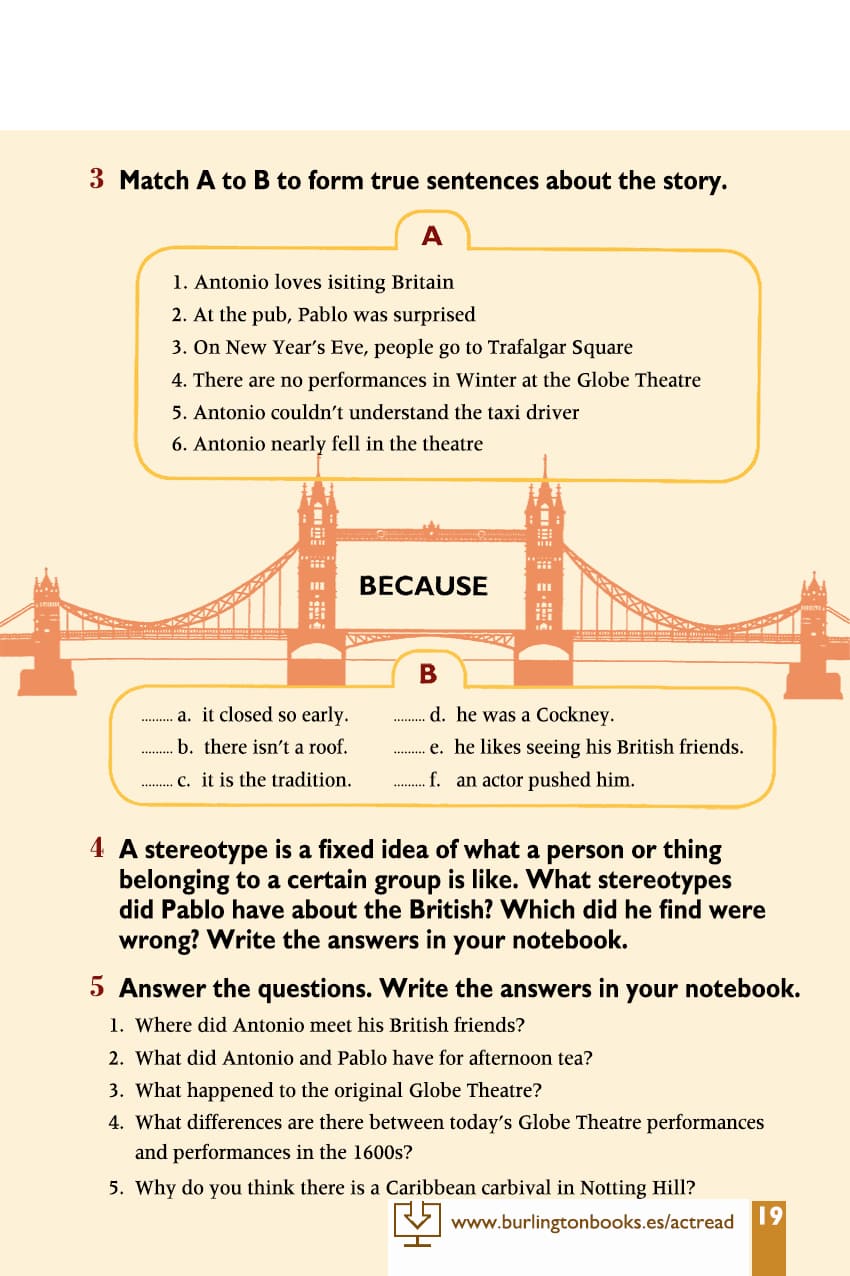 3 Match A to B to form true sentences about the story.
A
1. Antonio loves isiting Britain
2. At the pub, Pablo was surprised
3. On New Year's Eve, people go to Trafalgar Square
4. There are no performances in Winter at the Globe Theatre
5. Antonio couldn't understand the taxi driver
6. Antonio nearly fell in the theatre
BECAUSE
B
......... a. it closed so early.
......... b. there isn't a roof.
......... c. it is the tradition.
......... d. he was a Cockney.
......... e. he likes seeing his British friends.
......... f. an actor pushed him.
4 A stereotype is a fixed idea of what a person or thing
belonging to a certain group is like. What stereotypes
did Pablo have about the British? Which did he find were
wrong? Write the answers in your notebook.
5 Answer the questions. Write the answers in your notebook.
1. Where did Antonio meet his British friends?
2. What did Antonio and Pablo have for afternoon tea?
3. What happened to the original Globe Theatre?
4. What differences are there between today's Globe Theatre performances
and performances in the 1600s?
5. Why do you think there is a Caribbean carbival in Notting Hill?
www.burlingtonbooks.es/actread
19